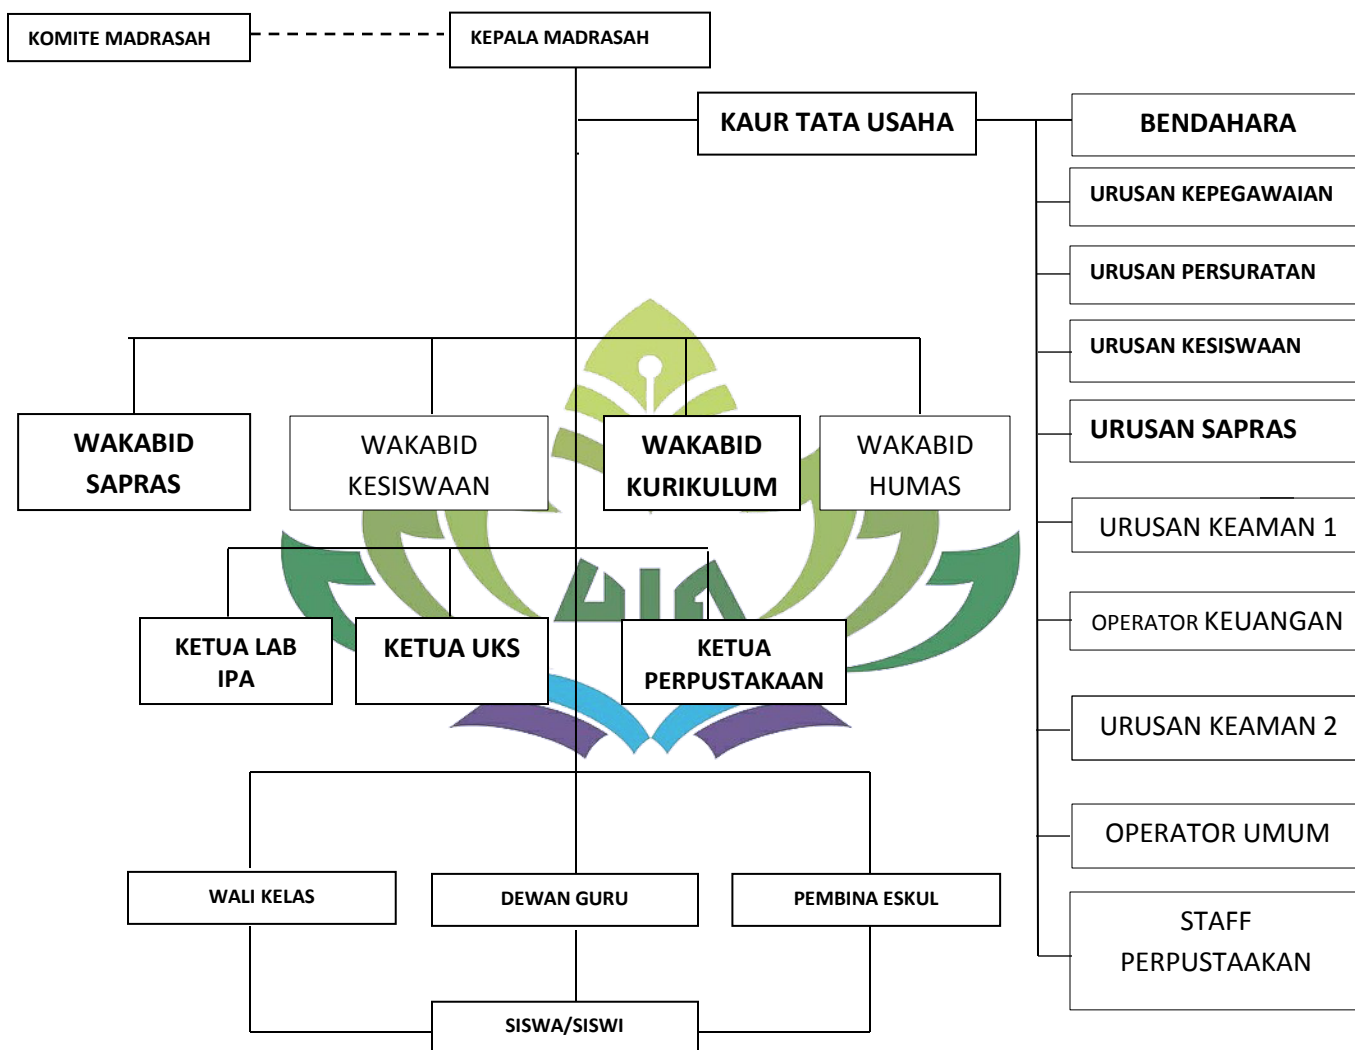 KOMITE MADRASAH
KEPALA MADRASAH
KAUR TATA USAHA
BENDAHARA
URUSAN KEPEGAWAIAN
URUSAN PERSURATAN
URUSAN KESISWAAN
URUSAN SAPRAS
URUSAN KEAMAN 1
OPERATOR KEUANGAN
URUSAN KEAMAN 2
OPERATOR UMUM
STAFF
PERPUSTAAKAN
WAKABID
SAPRAS
WAKABID
KESISWAAN
WAKABID
KURIKULUM
WAKABID
HUMAS
KETUA LAB
IPA
KETUA UKS
KETUA
PERPUSTAKAAN
WALI KELAS
DEWAN GURU
PEMBINA ESKUL
SISWA/SISWI